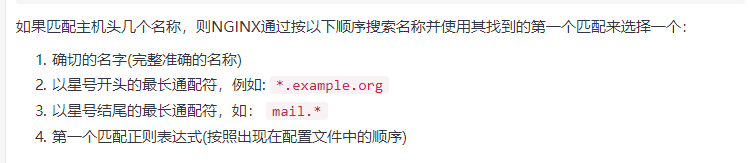 如果匹配主机头几个名称，则NGINX通过按以下顺序搜索名称并使用其找到的第一个匹配来选择一个：
1. 确切的名字(完整准确的名称)
2. 以星号开头的最长通配符，例如: *.example.org
3. 以星号结尾的最长通配符，如： mail.*
4. 第一个匹配正则表达式(按照出现在配置文件中的顺序)